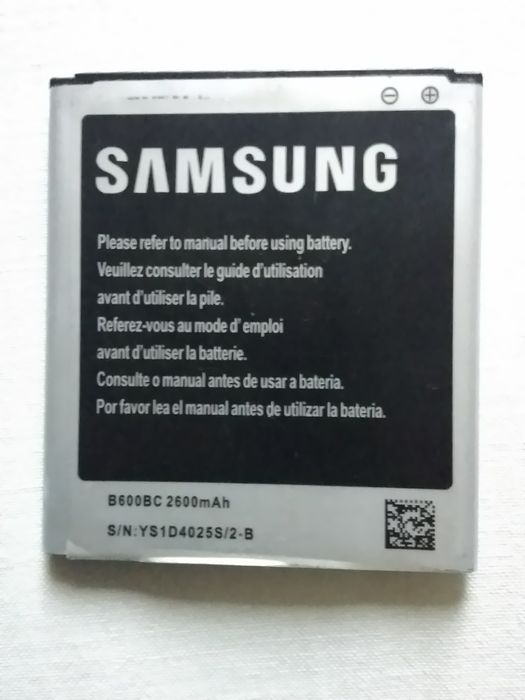 ⊖ ⊕
SAMSUNG
Please refer to manual before using battery.
Veuillez consulter le guide d'utilisation
avant d'utiliser la pile.
Referez-vous au mode d' emploi
avant d'utiliser la batterie.
Consulte o manual antes de usar a bateria.
Por favor lea el manual antes de utilizar la bateria.
B600BC 2600mAh
S/N:YS1D4025S/2-B